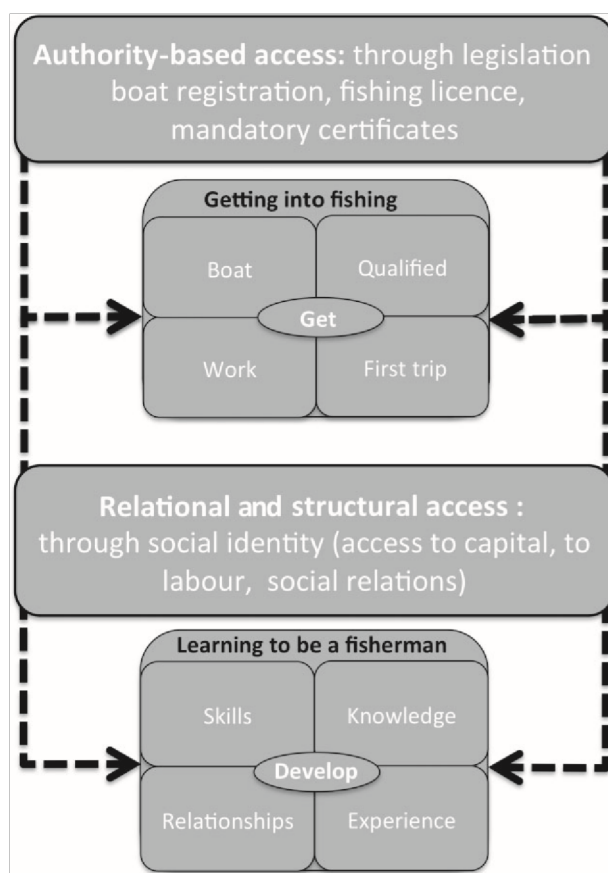 Authority-based access: through legislation
boat registration, fishing licence,
mandatory certificates
Getting into fishing
Boat
Qualified
Get
Work
First trip
Relational and structural access :
through social identity (access to capital, to
labour, social relations)
Learning to be a fisherman
Skills
Knowledge
Develop
Relationships
Experience